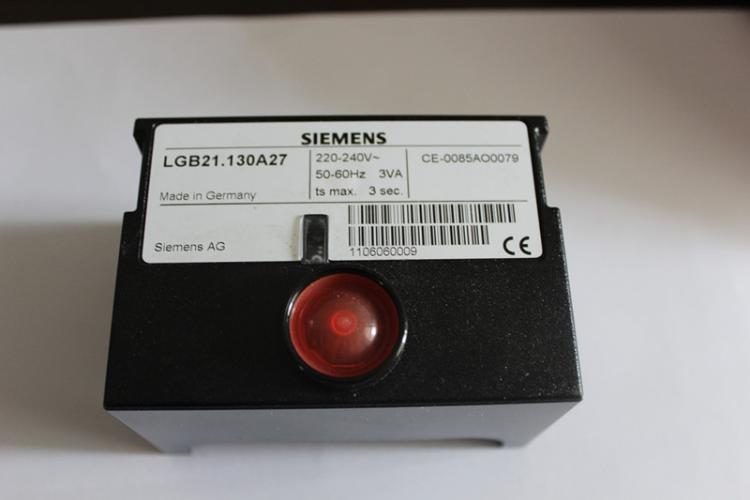 SIEMENS
LGB21.130A27
220-240V~
CE-0085AO0079
50-60Hz 3VA
Made in Germany
ts max. 3 sec.
Siemens AG
1106060009
CE